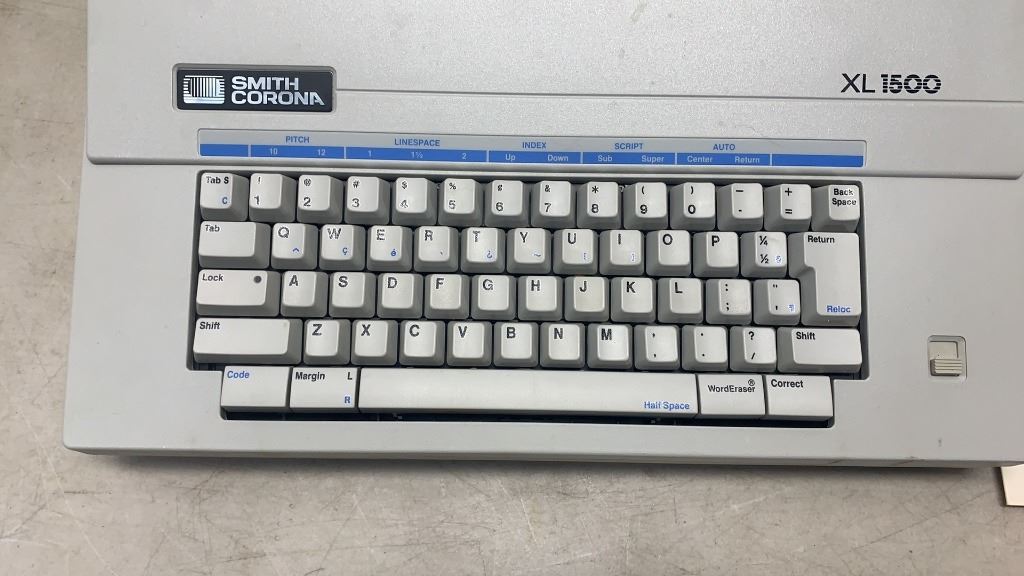 SMITH
CORONA
XL 1500
PITCH LINESPACE INDEX SCRIPT AUTO
10 12 1 1½ 2 Up Down Sub Super Center Return
Tab S ! @ # $ % ¢ & * ( ) - + Back
C 1 2 3 4 5 6 7 8 9 0 - = Space
Tab Q W E R T Y U I O P ¼ Return
ç é ¿ ~ [ ] ½
Lock A S D F G H J K L : "
; '
Reloc
Shift Z X C V B N M , . ? Shift
, . /
Code Margin L WordEraser® Correct
R Half Space